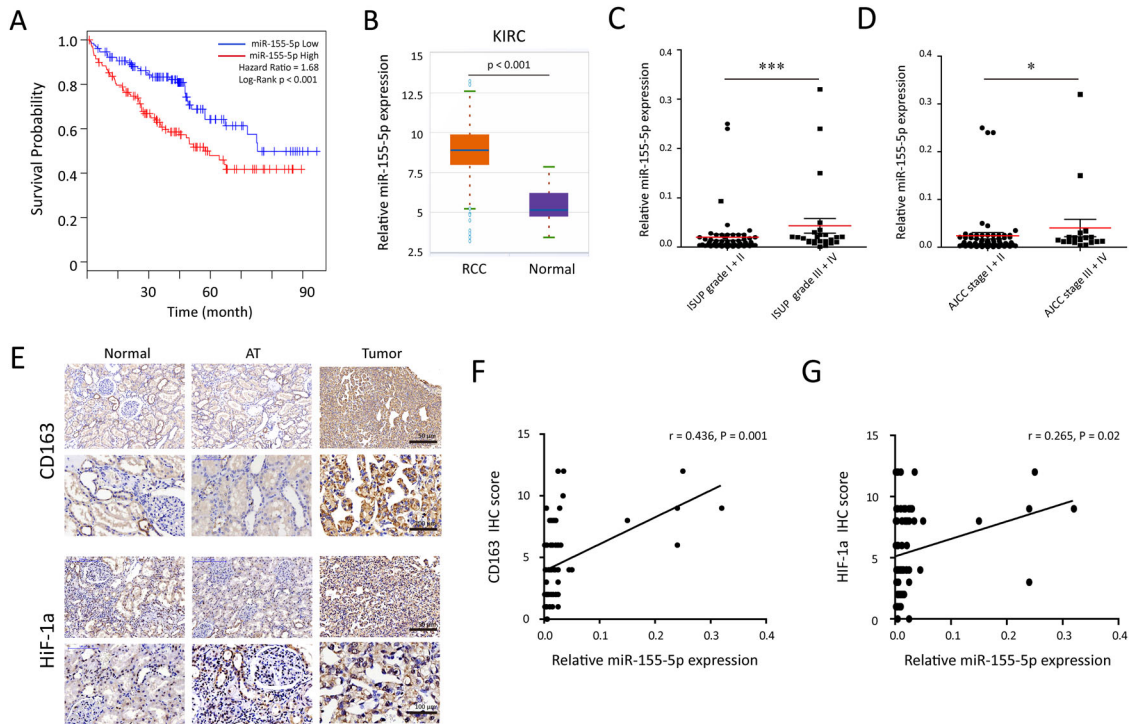 A
Survival Probability
1.0
0.8
0.6
0.4
0.2
0
miR-155-5p Low
miR-155-5p High
Hazard Ratio = 1.68
Log-Rank p < 0.001
30
60
90
Time (month)
B
KIRC
Relative miR-155-5p expression
12.5
10
7.5
5
2.5
p < 0.001
RCC
Normal
C
Relative miR-155-5p expression
0.4
0.3
0.2
0.1
0.0
***
ISUP grade I + II
ISUP grade III + IV
D
Relative miR-155-5p expression
0.4
0.3
0.2
0.1
0.0
*
AJCC stage I + II
AJCC stage III + IV
E
Normal
AT
Tumor
CD163
50 µm
100 µm
HiF-1a
50 µm
100 µm
F
r = 0.436, P = 0.001
CD163 IHC score
15
10
5
0
0.0
0.1
0.2
0.3
0.4
Relative miR-155-5p expression
G
r = 0.265, P = 0.02
HIF-1a IHC score
15
10
5
0
0.0
0.1
0.2
0.3
0.4
Relative miR-155-5p expression